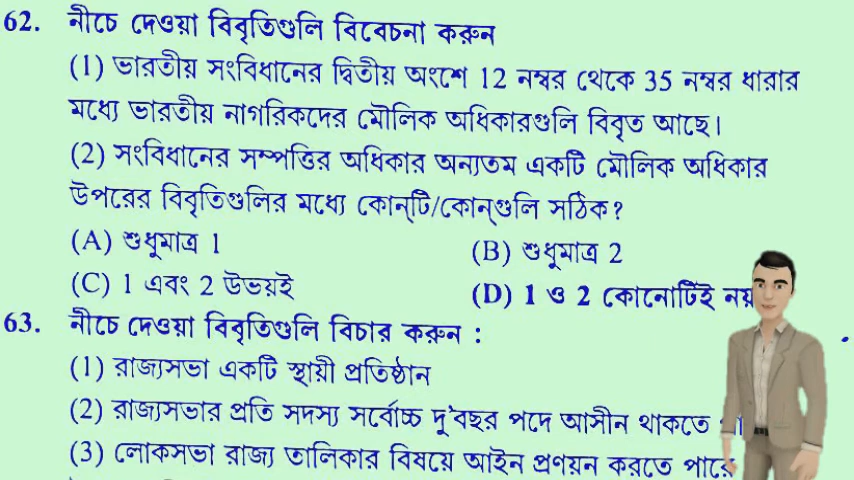 62. নীচে দেওয়া বিবৃতিগুলি বিবেচনা করুন
(1) ভারতীয় সংবিধানের দ্বিতীয় অংশে 12 নম্বর থেকে 35 নম্বর ধারার
মধ্যে ভারতীয় নাগরিকদের মৌলিক অধিকারগুলি বিবৃত আছে।
(2) সংবিধানের সম্পত্তির অধিকার অন্যতম একটি মৌলিক অধিকার
উপরের বিবৃতিগুলির মধ্যে কোন্‌টি/কোন্‌গুলি সঠিক?
(A) শুধুমাত্র 1 (B) শুধুমাত্র 2
(C) 1 এবং 2 উভয়ই (D) 1 ও 2 কোনোটিই নয়
63. নীচে দেওয়া বিবৃতিগুলি বিচার করুন :
(1) রাজ্যসভা একটি স্থায়ী প্রতিষ্ঠান
(2) রাজ্যসভার প্রতি সদস্য সর্বোচ্চ দু'বছর পদে আসীন থাকতে
(3) লোকসভা রাজ্য তালিকার বিষয়ে আইন প্রণয়ন করতে পারে